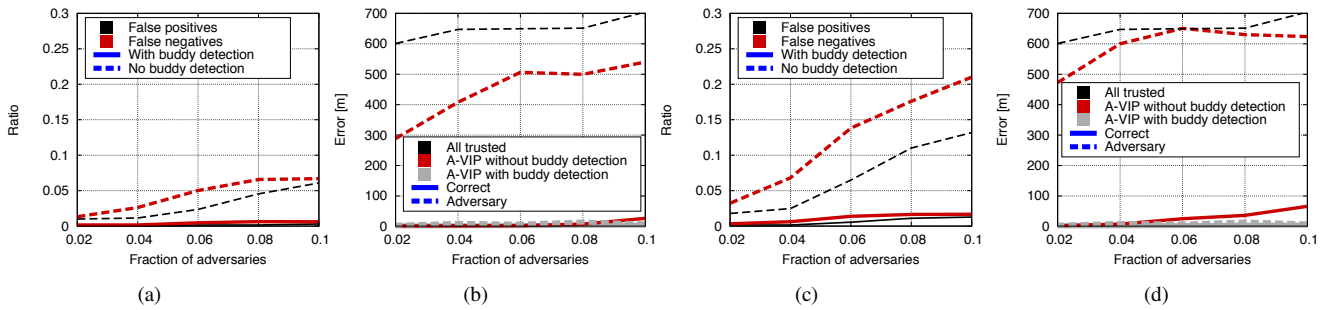 0.3
0.25
0.2
0.15
0.1
0.05
0
Ratio
False positives
False negatives
With buddy detection
No buddy detection
0.02 0.04 0.06 0.08 0.1
Fraction of adversaries
(a)
700
600
500
400
300
200
100
0
Error [m]
All trusted
A-VIP without buddy detection
A-VIP with buddy detection
Correct
Adversary
0.02 0.04 0.06 0.08 0.1
Fraction of adversaries
(b)
0.3
0.25
0.2
0.15
0.1
0.05
0
Ratio
False positives
False negatives
With buddy detection
No buddy detection
0.02 0.04 0.06 0.08 0.1
Fraction of adversaries
(c)
700
600
500
400
300
200
100
0
Error [m]
All trusted
A-VIP without buddy detection
A-VIP with buddy detection
Correct
Adversary
0.02 0.04 0.06 0.08 0.1
Fraction of adversaries
(d)